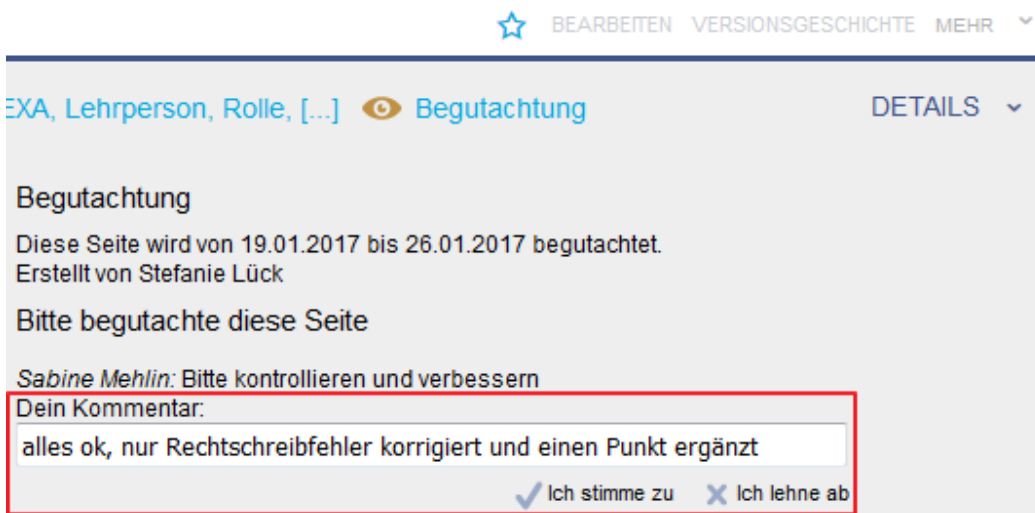 BEARBEITEN VERSIONSGESCHICHTE MEHR
EXA, Lehrperson, Rolle, [...] Begutachtung DETAILS
Begutachtung
Diese Seite wird von 19.01.2017 bis 26.01.2017 begutachtet.
Erstellt von Stefanie Lück
Bitte begutachte diese Seite
Sabine Mehlin: Bitte kontrollieren und verbessern
Dein Kommentar:
alles ok, nur Rechtschreibfehler korrigiert und einen Punkt ergänzt
Ich stimme zu Ich lehne ab